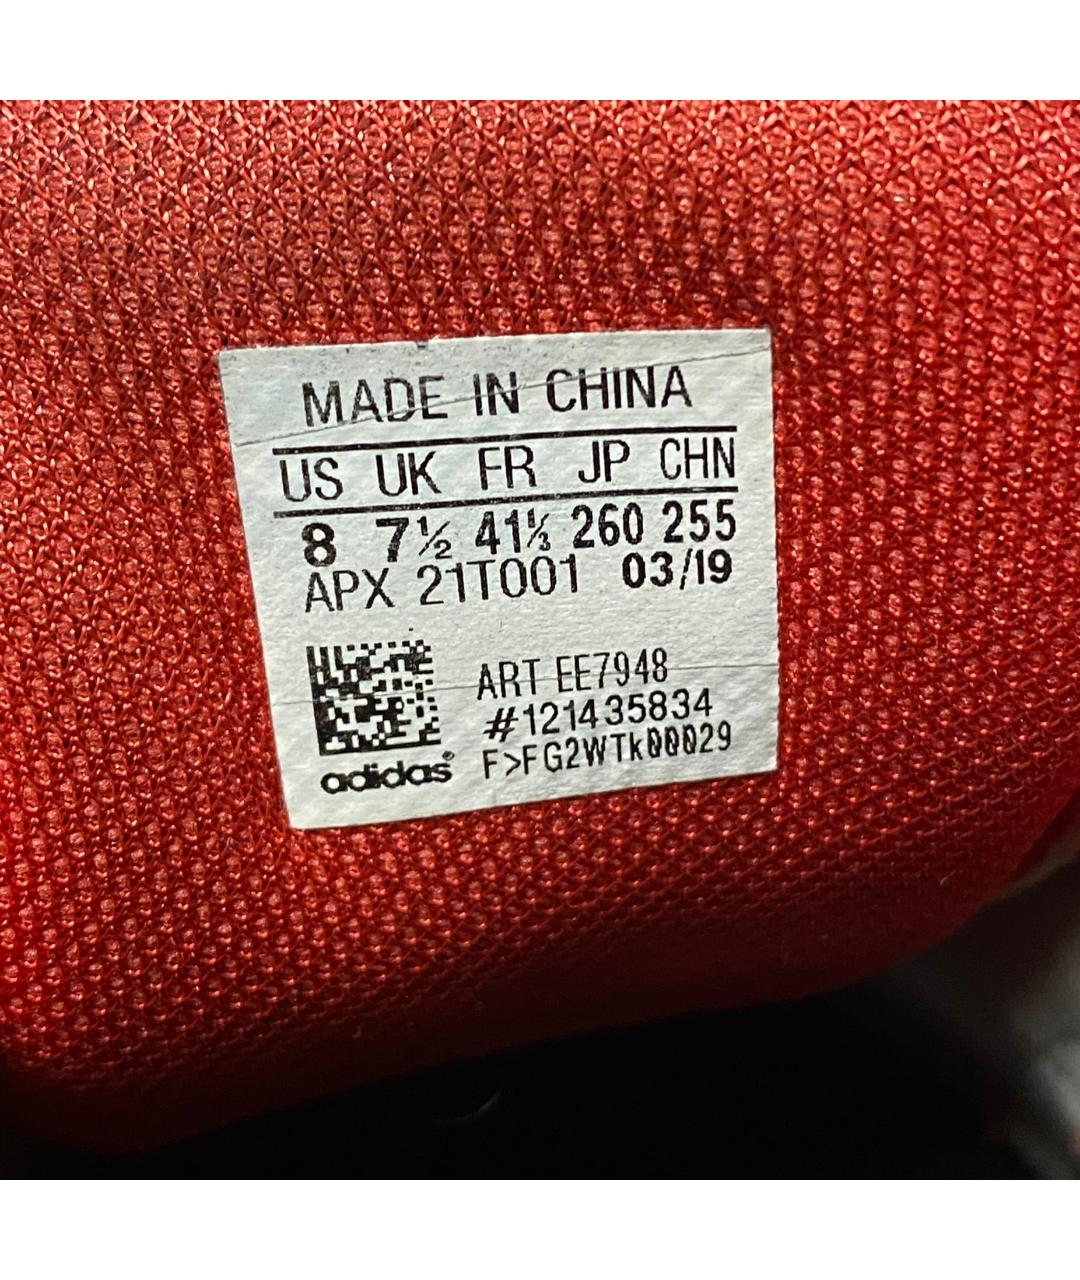 MADE IN CHINA
US UK FR JP CHN
8 7½ 41⅓ 260 255
APX 21T001 03/19
ART EE7948
#121435834
F>FG2WTk00029
adidas®